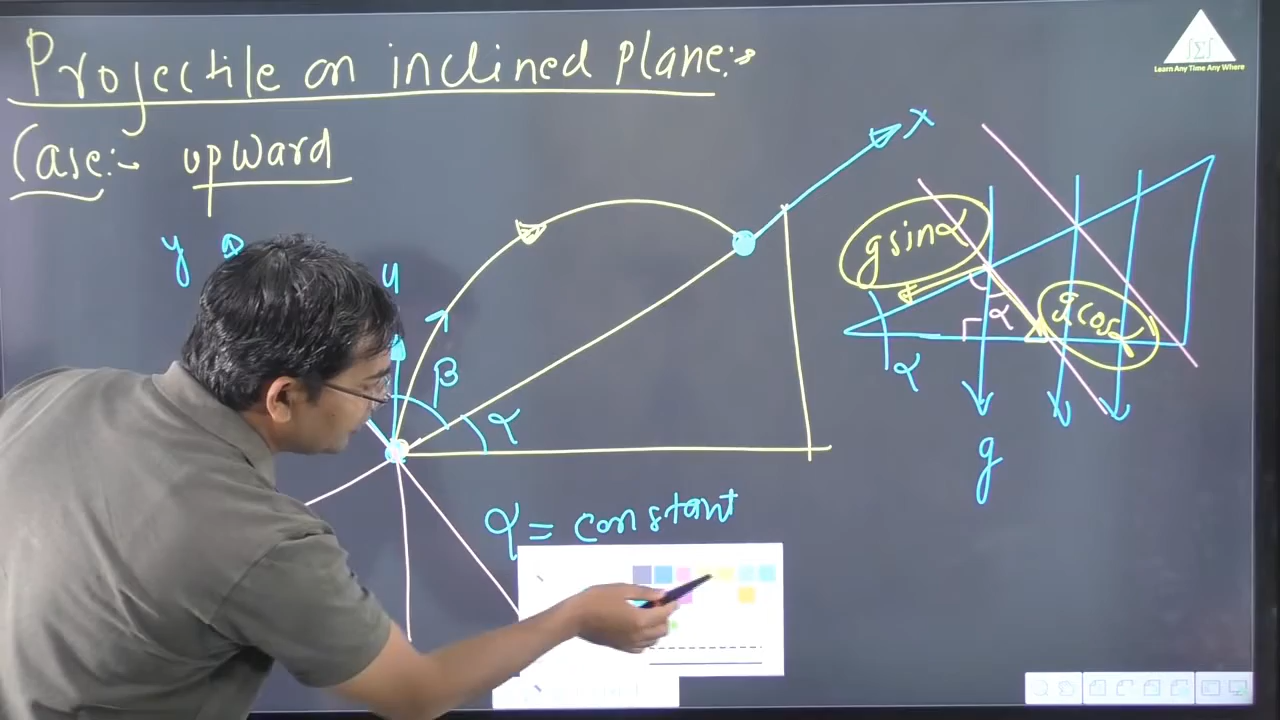 Projectile on inclined plane:-
Case:- upward
Learn Any Time Any Where
x
y
u
g sinα
g cosα
α
β
α
α
g
α = constant